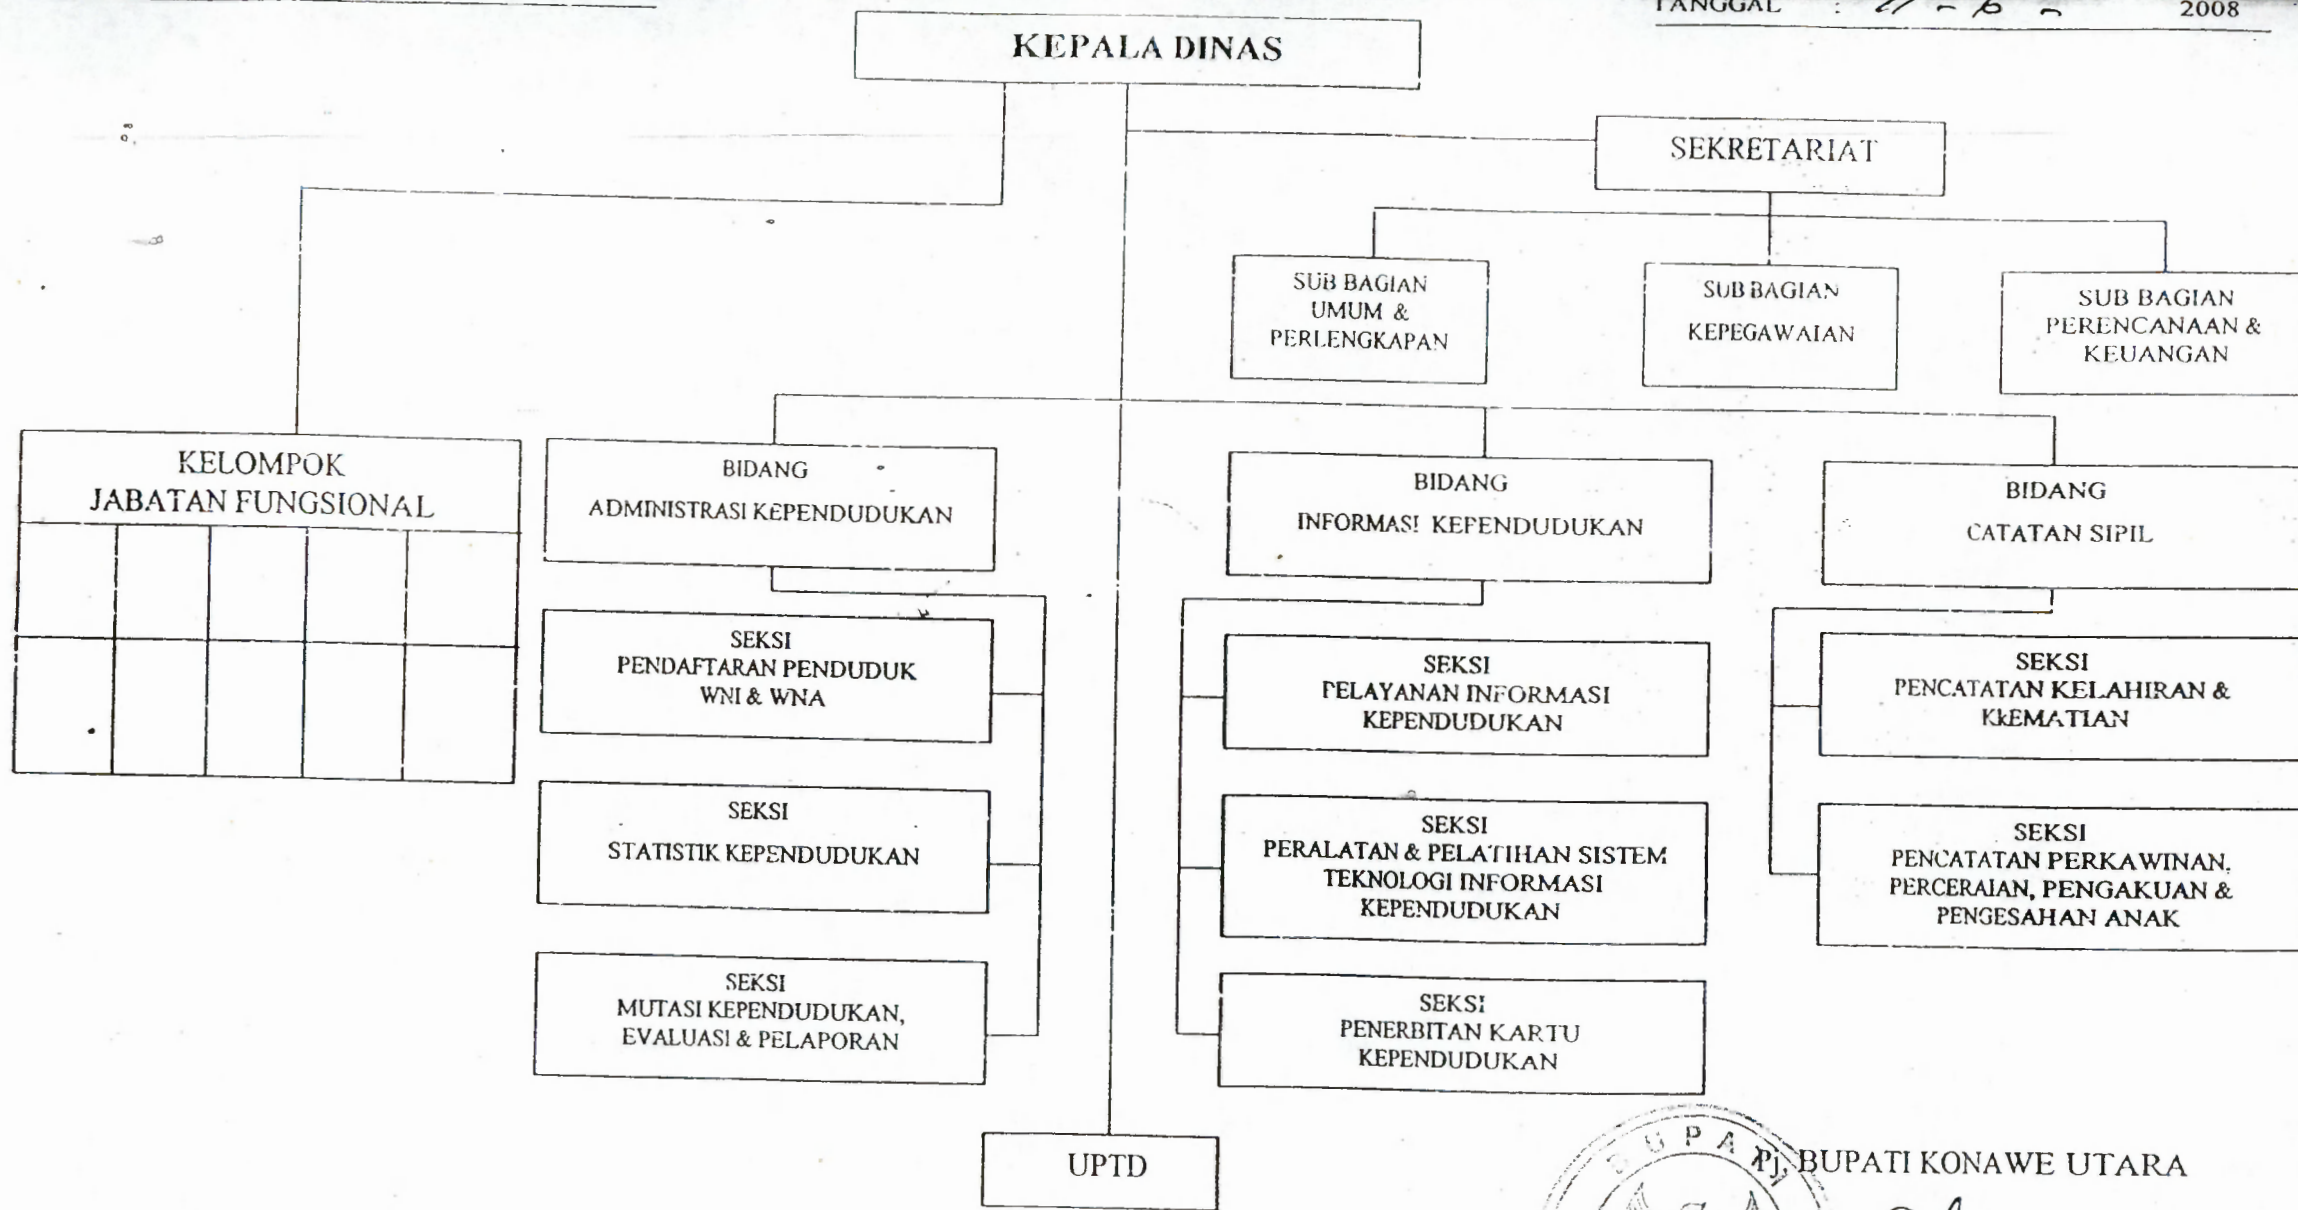 TANGGAL : 2008
KEPALA DINAS
SEKRETARIAT
SUB BAGIAN
UMUM &
PERLENGKAPAN
SUB BAGIAN
KEPEGAWAIAN
SUB BAGIAN
PERENCANAAN &
KEUANGAN
KELOMPOK
JABATAN FUNGSIONAL
BIDANG
ADMINISTRASI KEPENDUDUKAN
BIDANG
INFORMASI KEPENDUDUKAN
BIDANG
CATATAN SIPIL
SEKSI
PENDAFTARAN PENDUDUK
WNI & WNA
SEKSI
PELAYANAN INFORMASI
KEPENDUDUKAN
SEKSI
PENCATATAN KELAHIRAN &
KkEMATIAN
SEKSI
STATISTIK KEPENDUDUKAN
SEKSI
PERALATAN & PELATIHAN SISTEM
TEKNOLOGI INFORMASI
KEPENDUDUKAN
SEKSI
PENCATATAN PERKAWINAN,
PERCERAIAN, PENGAKUAN &
PENGESAHAN ANAK
SEKSI
MUTASI KEPENDUDUKAN,
EVALUASI & PELAPORAN
SEKSI
PENERBITAN KARTU
KEPENDUDUKAN
UPTD
Pj. BUPATI KONAWE UTARA